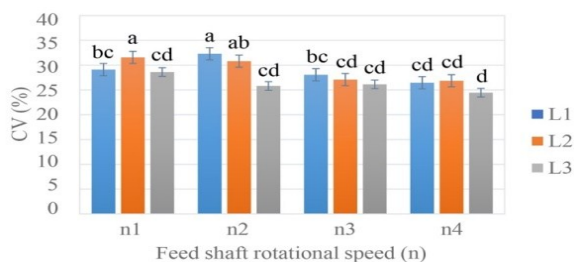 40
35
30
25
20
15
10
5
0
CV (%)
bc a cd
a ab cd
bc cd cd
cd cd d
n1 n2 n3 n4
Feed shaft rotational speed (n)
L1
L2
L3